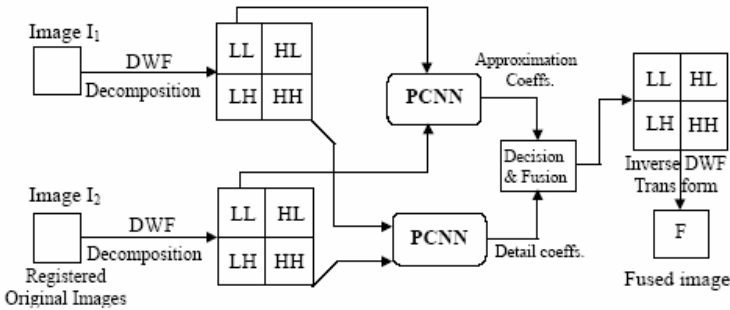 Image I1
DWF
Decomposition
LL HL
LH HH
PCNN
Approximation
Coeffs.
Decision
& Fusion
LL HL
LH HH
Inverse DWF
Trans form
F
Fused image
Image I2
DWF
Decomposition
Registered
Original Images
LL HL
LH HH
PCNN
Detail coeffs.